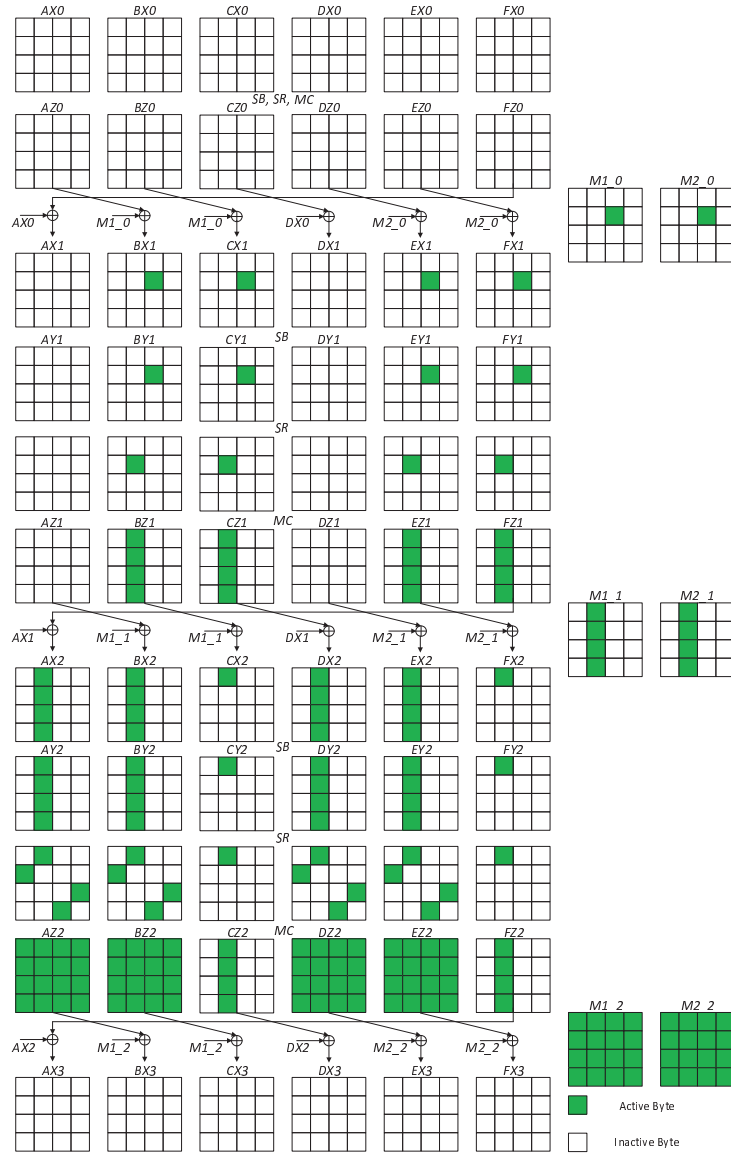 AX0 BX0 CX0 DX0 EX0 FX0
SB, SR, MC
AZ0 BZ0 CZ0 DZ0 EZ0 FZ0
M1_0 M2_0
AX0 M1_0 M1_0 DX0 M2_0 M2_0
AX1 BX1 CX1 DX1 EX1 FX1
SB
AY1 BY1 CY1 DY1 EY1 FY1
SR
MC
AZ1 BZ1 CZ1 DZ1 EZ1 FZ1
M1_1 M2_1
AX1 M1_1 M1_1 DX1 M2_1 M2_1
AX2 BX2 CX2 DX2 EX2 FX2
SB
AY2 BY2 CY2 DY2 EY2 FY2
SR
MC
AZ2 BZ2 CZ2 DZ2 EZ2 FZ2
M1_2 M2_2
AX2 M1_2 M1_2 DX2 M2_2 M2_2
AX3 BX3 CX3 DX3 EX3 FX3
Active Byte
Inactive Byte